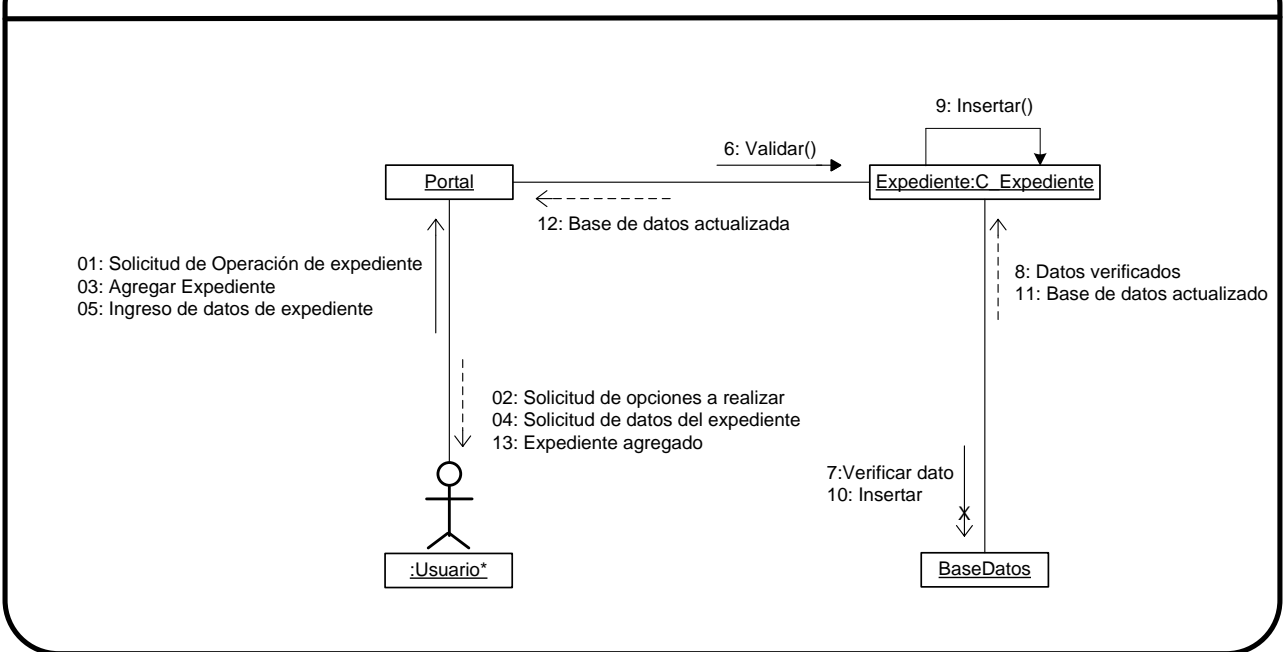 9: Insertar()
6: Validar()
Portal
Expediente:C_Expediente
12: Base de datos actualizada
01: Solicitud de Operación de expediente
03: Agregar Expediente
05: Ingreso de datos de expediente
8: Datos verificados
11: Base de datos actualizado
02: Solicitud de opciones a realizar
04: Solicitud de datos del expediente
13: Expediente agregado
7:Verificar dato
10: Insertar
X
:Usuario*
BaseDatos